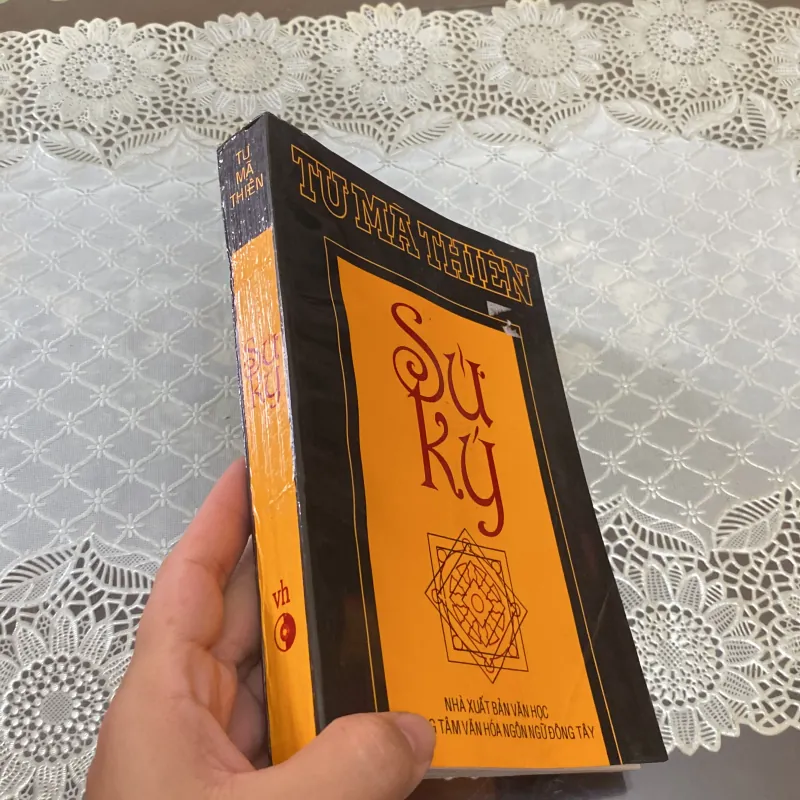 TƯ
MÃ
THIÊN
SỬ
KÝ
vh
TƯ MÃ THIÊN
SỬ
KÝ
NHÀ XUẤT BẢN VĂN HỌC
TÂM VĂN HÓA NGÔN NGỮ ĐÔNG TÂY